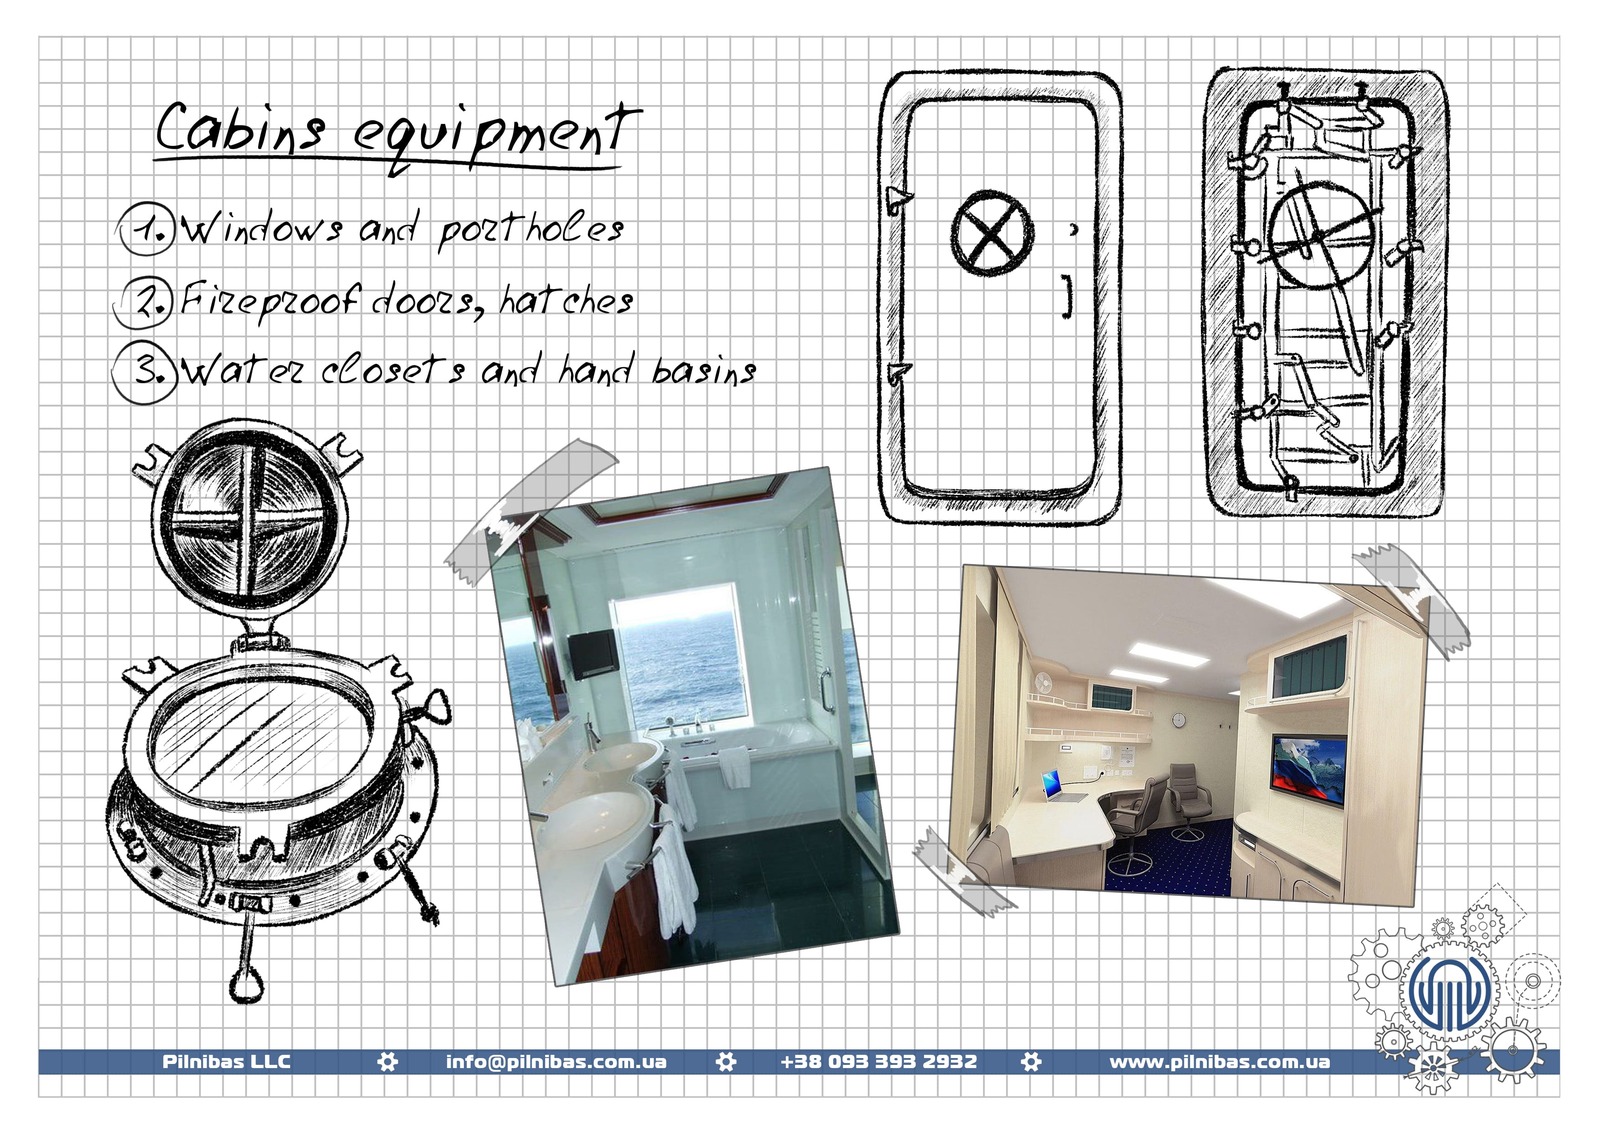 Cabins equipment
1. Windows and portholes
2. Fireproof doors, hatches
3. Water closets and hand basins
Pilnibas LLC info@pilnibas.com.ua +38 093 393 2932 www.pilnibas.com.ua